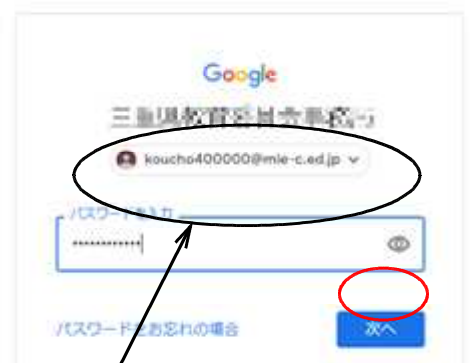 Google
koucho400000@mie-c.ed.jp
パスワードを入力
パスワードをお忘れの場合
次へ